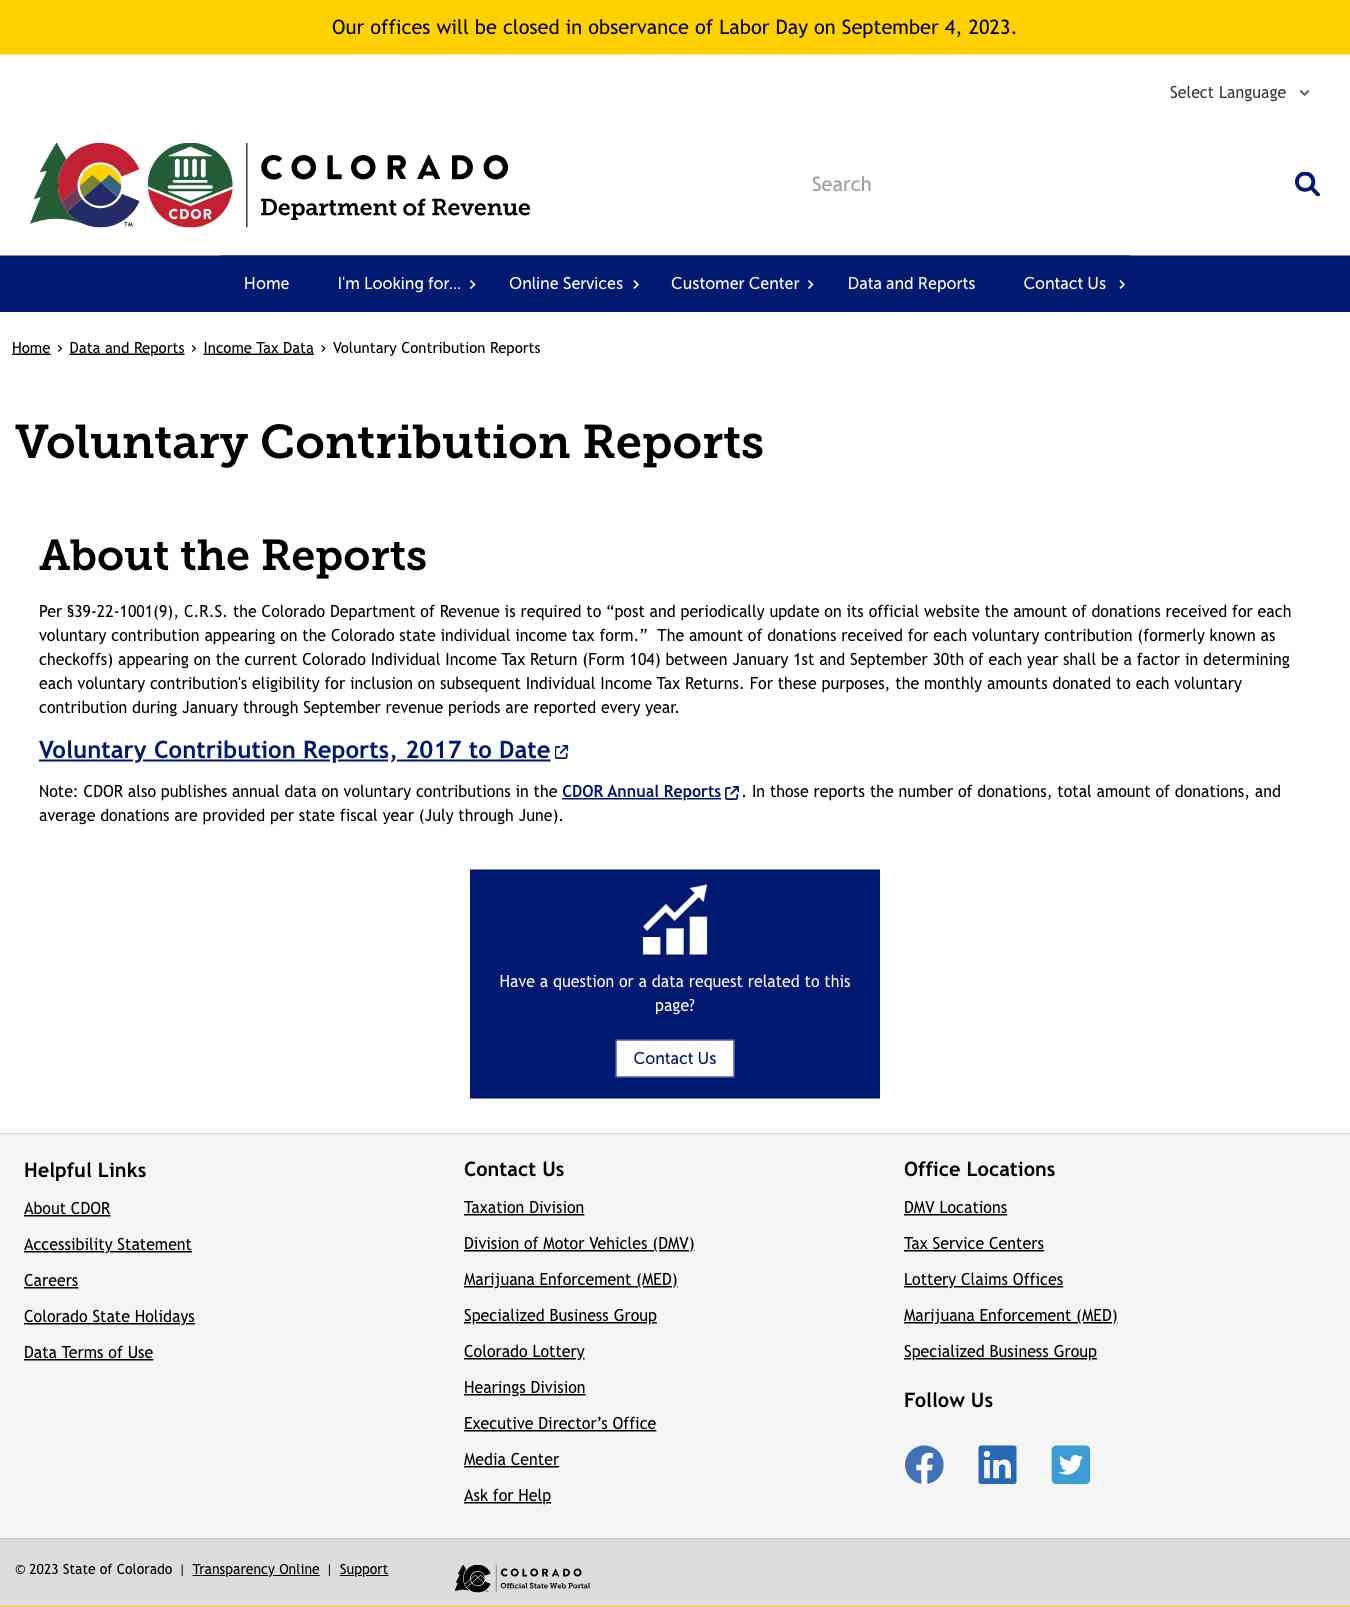 Our offices will be closed in observance of Labor Day on September 4, 2023.
Select Language
CDOR
TM
COLORADO
Department of Revenue
Search
Home I'm Looking for... Online Services Customer Center Data and Reports Contact Us
Home › Data and Reports › Income Tax Data › Voluntary Contribution Reports
Voluntary Contribution Reports
About the Reports
Per §39-22-1001(9), C.R.S. the Colorado Department of Revenue is required to “post and periodically update on its official website the amount of donations received for each
voluntary contribution appearing on the Colorado state individual income tax form.”  The amount of donations received for each voluntary contribution (formerly known as
checkoffs) appearing on the current Colorado Individual Income Tax Return (Form 104) between January 1st and September 30th of each year shall be a factor in determining
each voluntary contribution's eligibility for inclusion on subsequent Individual Income Tax Returns. For these purposes, the monthly amounts donated to each voluntary
contribution during January through September revenue periods are reported every year.
Voluntary Contribution Reports, 2017 to Date
Note: CDOR also publishes annual data on voluntary contributions in the CDOR Annual Reports. In those reports the number of donations, total amount of donations, and
average donations are provided per state fiscal year (July through June).
Have a question or a data request related to this
page?
Contact Us
Helpful Links
About CDOR
Accessibility Statement
Careers
Colorado State Holidays
Data Terms of Use
Contact Us
Taxation Division
Division of Motor Vehicles (DMV)
Marijuana Enforcement (MED)
Specialized Business Group
Colorado Lottery
Hearings Division
Executive Director’s Office
Media Center
Ask for Help
Office Locations
DMV Locations
Tax Service Centers
Lottery Claims Offices
Marijuana Enforcement (MED)
Specialized Business Group
Follow Us
© 2023 State of Colorado | Transparency Online | Support
COLORADO
Official State Web Portal